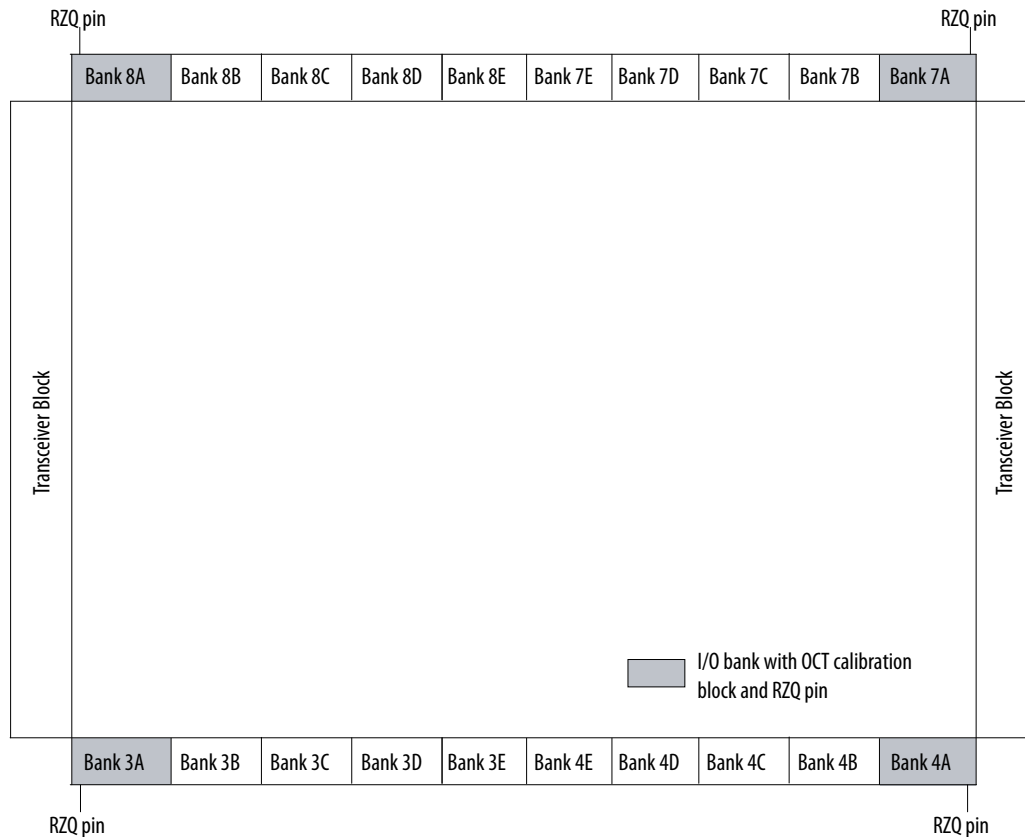 RZQ pin
RZQ pin
Bank 8A Bank 8B Bank 8C Bank 8D Bank 8E Bank 7E Bank 7D Bank 7C Bank 7B Bank 7A
Transceiver Block
Transceiver Block
I/O bank with OCT calibration
block and RZQ pin
Bank 3A Bank 3B Bank 3C Bank 3D Bank 3E Bank 4E Bank 4D Bank 4C Bank 4B Bank 4A
RZQ pin
RZQ pin